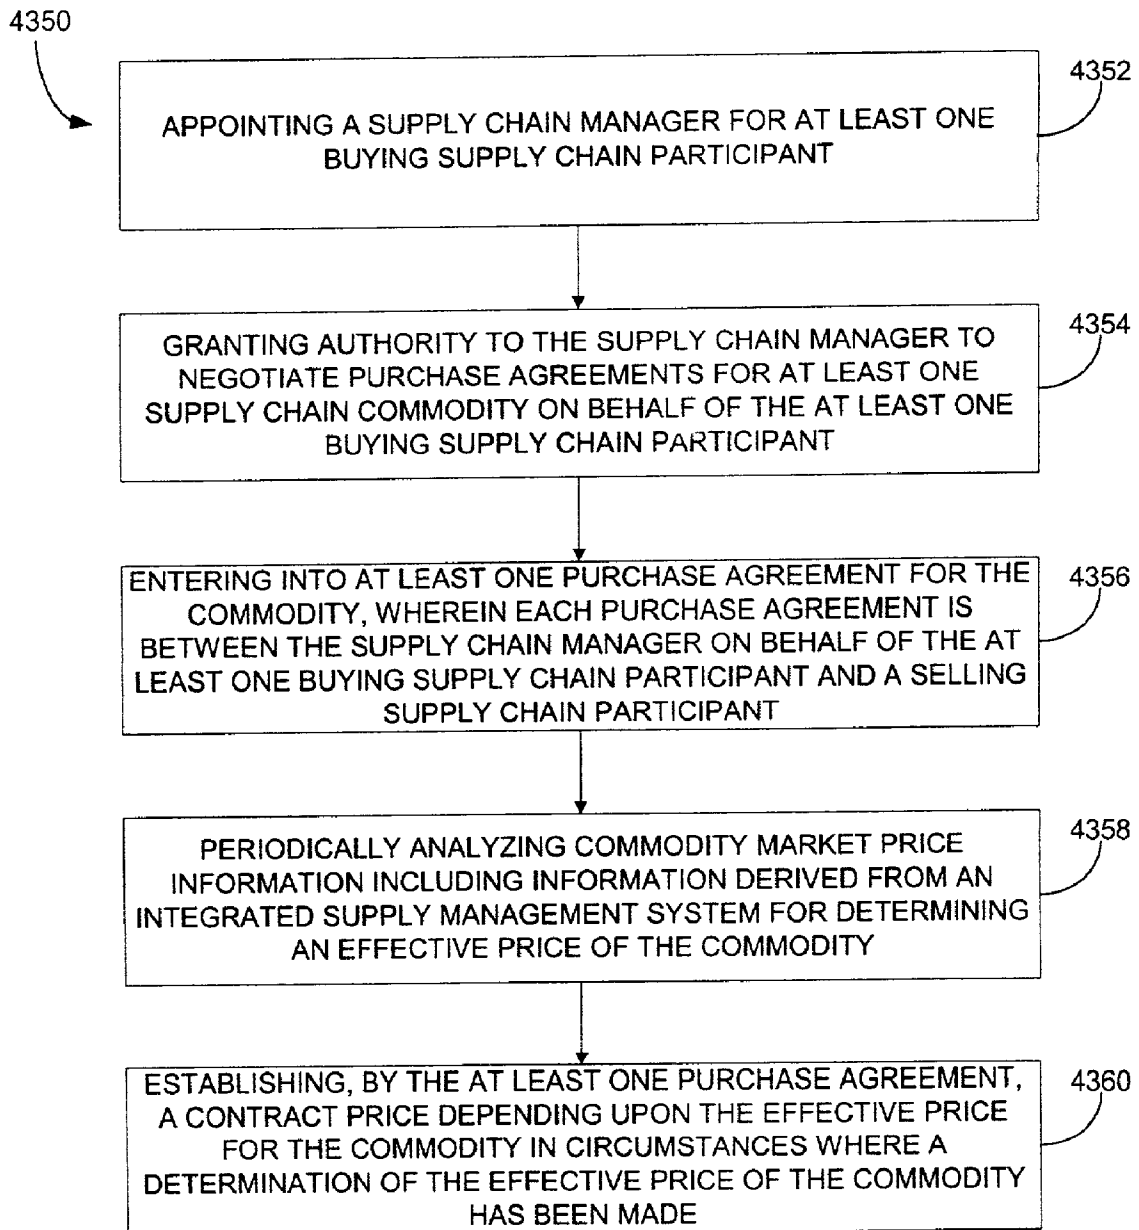 4350
4352
APPOINTING A SUPPLY CHAIN MANAGER FOR AT LEAST ONE
BUYING SUPPLY CHAIN PARTICIPANT
4354
GRANTING AUTHORITY TO THE SUPPLY CHAIN MANAGER TO
NEGOTIATE PURCHASE AGREEMENTS FOR AT LEAST ONE
SUPPLY CHAIN COMMODITY ON BEHALF OF THE AT LEAST ONE
BUYING SUPPLY CHAIN PARTICIPANT
4356
ENTERING INTO AT LEAST ONE PURCHASE AGREEMENT FOR THE
COMMODITY, WHEREIN EACH PURCHASE AGREEMENT IS
BETWEEN THE SUPPLY CHAIN MANAGER ON BEHALF OF THE AT
LEAST ONE BUYING SUPPLY CHAIN PARTICIPANT AND A SELLING
SUPPLY CHAIN PARTICIPANT
4358
PERIODICALLY ANALYZING COMMODITY MARKET PRICE
INFORMATION INCLUDING INFORMATION DERIVED FROM AN
INTEGRATED SUPPLY MANAGEMENT SYSTEM FOR DETERMINING
AN EFFECTIVE PRICE OF THE COMMODITY
4360
ESTABLISHING, BY THE AT LEAST ONE PURCHASE AGREEMENT,
A CONTRACT PRICE DEPENDING UPON THE EFFECTIVE PRICE
FOR THE COMMODITY IN CIRCUMSTANCES WHERE A
DETERMINATION OF THE EFFECTIVE PRICE OF THE COMMODITY
HAS BEEN MADE